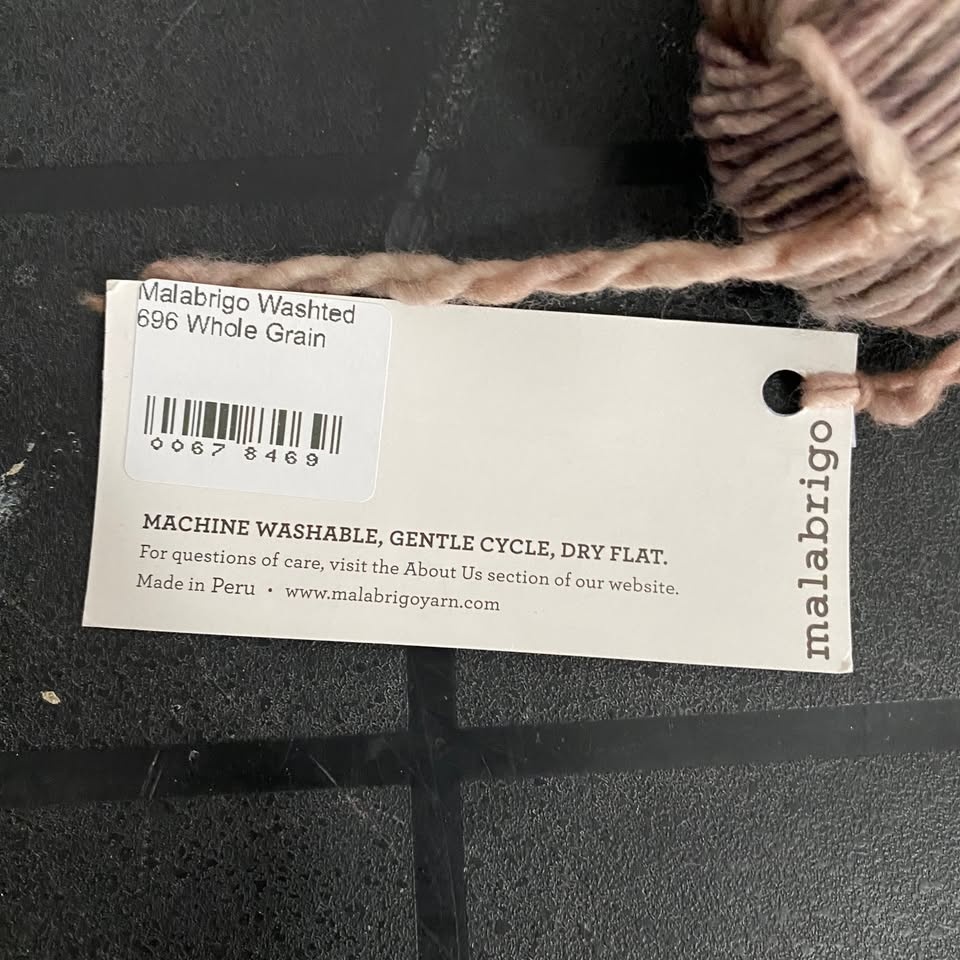 Malabrigo Washted
696 Whole Grain
0067 8469
MACHINE WASHABLE, GENTLE CYCLE, DRY FLAT.
For questions of care, visit the About Us section of our website.
Made in Peru • www.malabrigoyarn.com
malabrigo